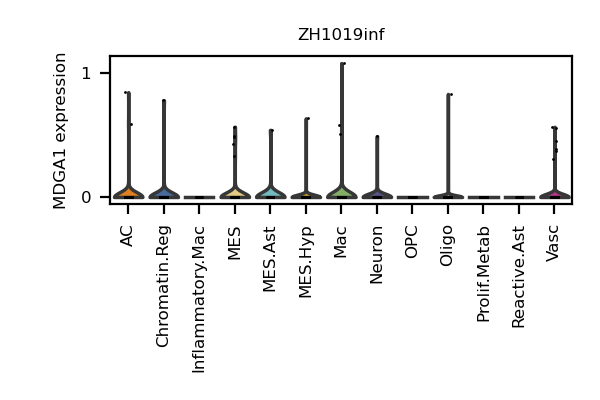 ZH1019inf
MDGA1 expression
1
0
AC
Chromatin.Reg
Inflammatory.Mac
MES
MES.Ast
MES.Hyp
Mac
Neuron
OPC
Oligo
Prolif.Metab
Reactive.Ast
Vasc